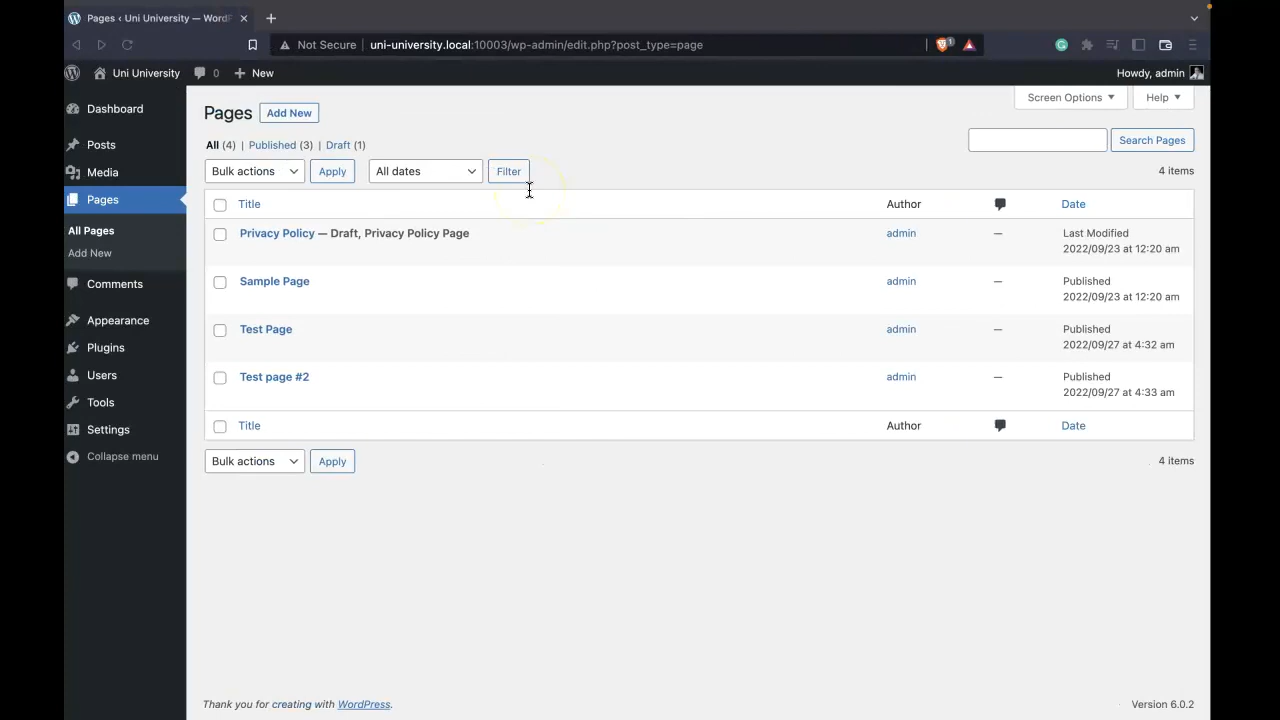 Pages ‹ Uni University — WordP
Not Secure uni-university.local:10003/wp-admin/edit.php?post_type=page 1
Uni University 0 New Howdy, admin
Dashboard
Posts
Media
Pages
All Pages
Add New
Comments
Appearance
Plugins
Users
Tools
Settings
Collapse menu
Screen Options Help
Pages Add New
All (4) | Published (3) | Draft (1)
Search Pages
Bulk actions Apply All dates Filter 4 items
Title Author Date
Privacy Policy — Draft, Privacy Policy Page admin — Last Modified
2022/09/23 at 12:20 am
Sample Page admin — Published
2022/09/23 at 12:20 am
Test Page admin — Published
2022/09/27 at 4:32 am
Test page #2 admin — Published
2022/09/27 at 4:33 am
Title Author Date
Bulk actions Apply 4 items
Thank you for creating with WordPress. Version 6.0.2